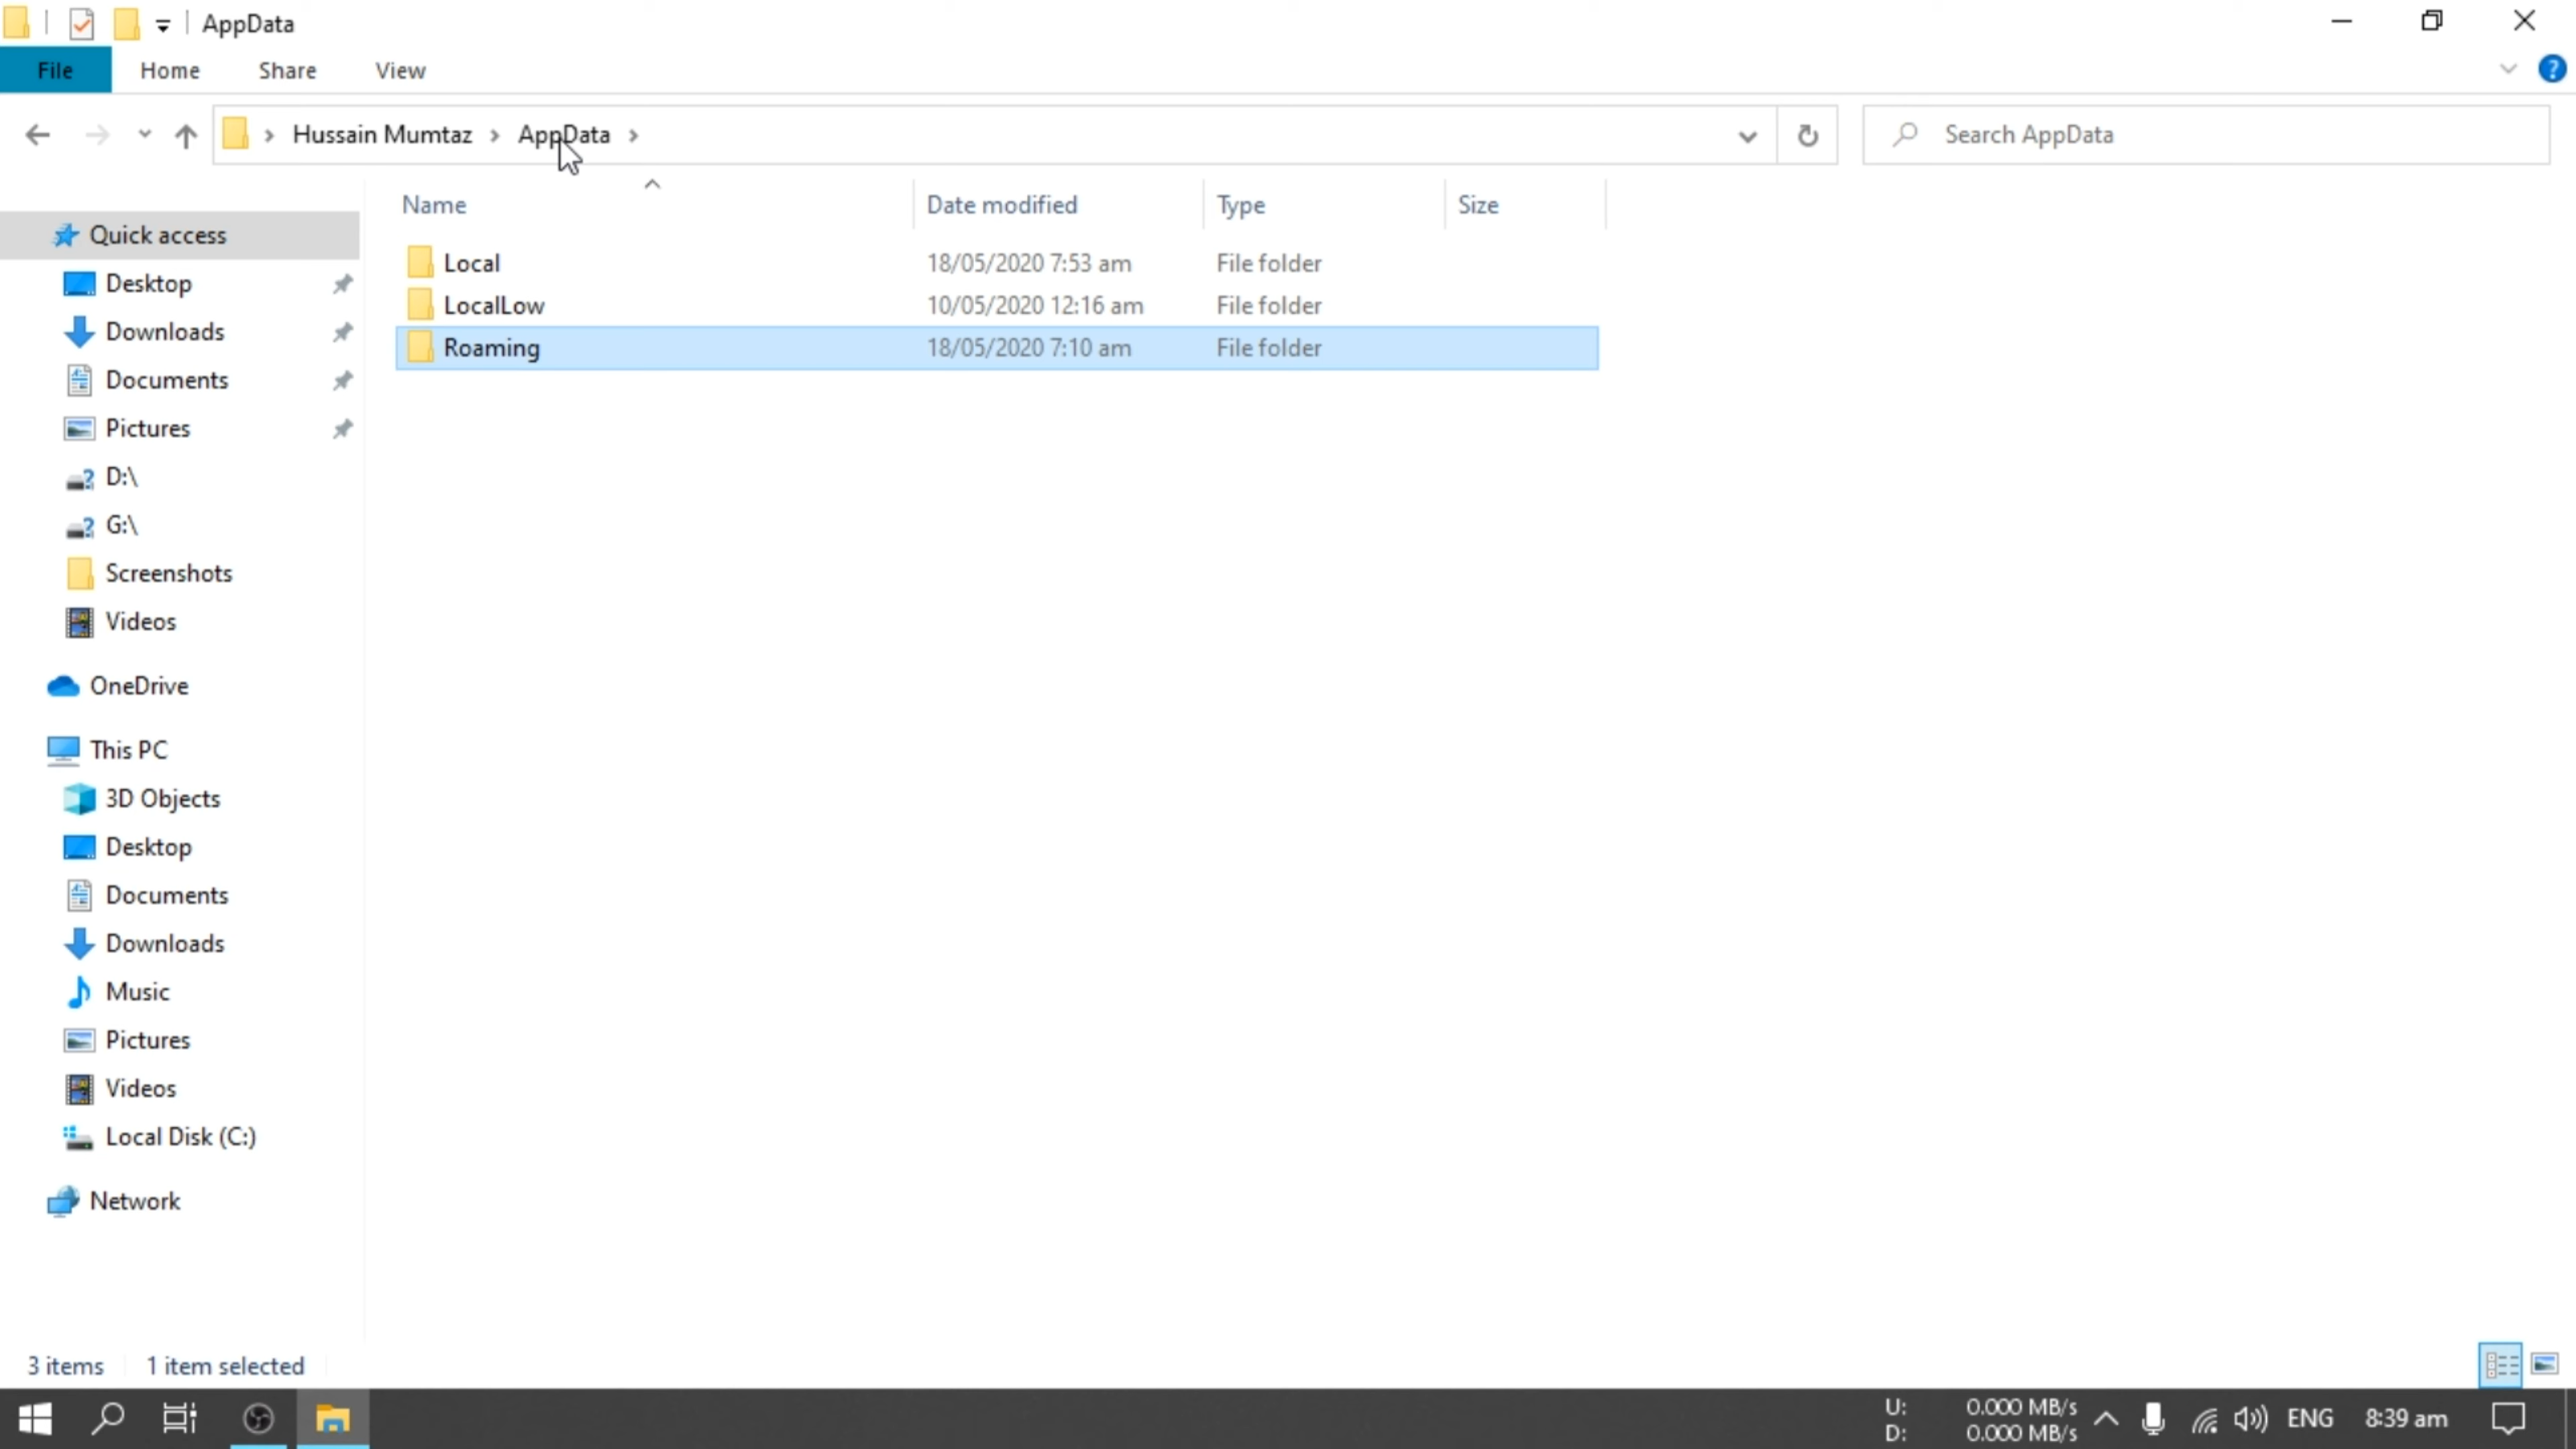 AppData
File Home Share View
Hussain Mumtaz AppData
Search AppData
Name Date modified Type Size
Local 18/05/2020 7:53 am File folder
LocalLow 10/05/2020 12:16 am File folder
Roaming 18/05/2020 7:10 am File folder
Quick access
Desktop
Downloads
Documents
Pictures
D:\
G:\
Screenshots
Videos
OneDrive
This PC
3D Objects
Desktop
Documents
Downloads
Music
Pictures
Videos
Local Disk (C:)
Network
3 items 1 item selected
U: 0.000 MB/s
D: 0.000 MB/s
ENG 8:39 am